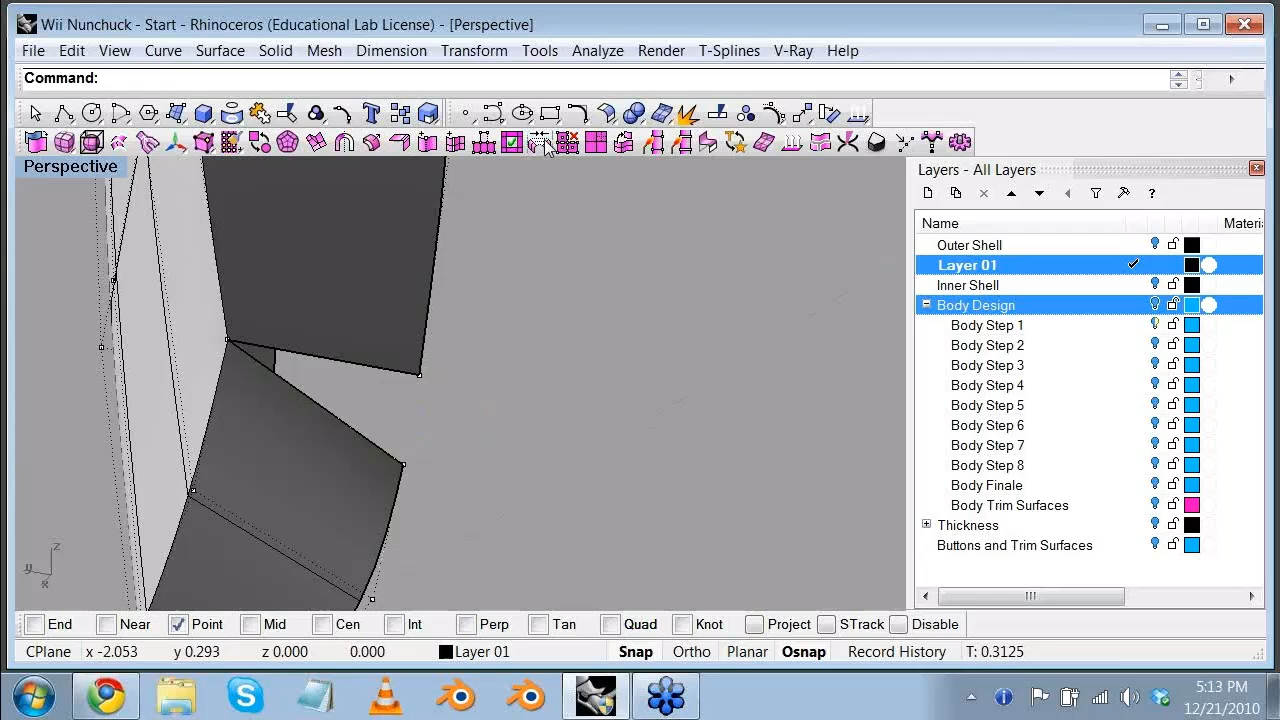 Wii Nunchuck - Start - Rhinoceros (Educational Lab License) - [Perspective]
File Edit View Curve Surface Solid Mesh Dimension Transform Tools Analyze Render T-Splines V-Ray Help
Command:
Perspective
Layers - All Layers
Name Materi
Outer Shell
Layer 01
Inner Shell
Body Design
Body Step 1
Body Step 2
Body Step 3
Body Step 4
Body Step 5
Body Step 6
Body Step 7
Body Step 8
Body Finale
Body Trim Surfaces
Thickness
Buttons and Trim Surfaces
z
y
x
End Near Point Mid Cen Int Perp Tan Quad Knot Project STrack Disable
CPlane x -2.053 y 0.293 z 0.000 0.000 Layer 01 Snap Ortho Planar Osnap Record History T: 0.3125
5:13 PM
12/21/2010